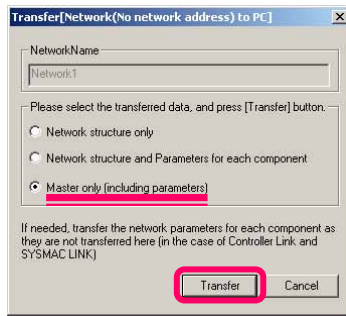 Transfer[Network(No network address) to PC]
NetworkName
Network1
Please select the transferred data, and press [Transfer] button.
Network structure only
Network structure and Parameters for each component
Master only (including parameters)
If needed, transfer the network parameters for each component as
they are not transferred here (in the case of Controller Link and
SYSMAC LINK)
Transfer Cancel